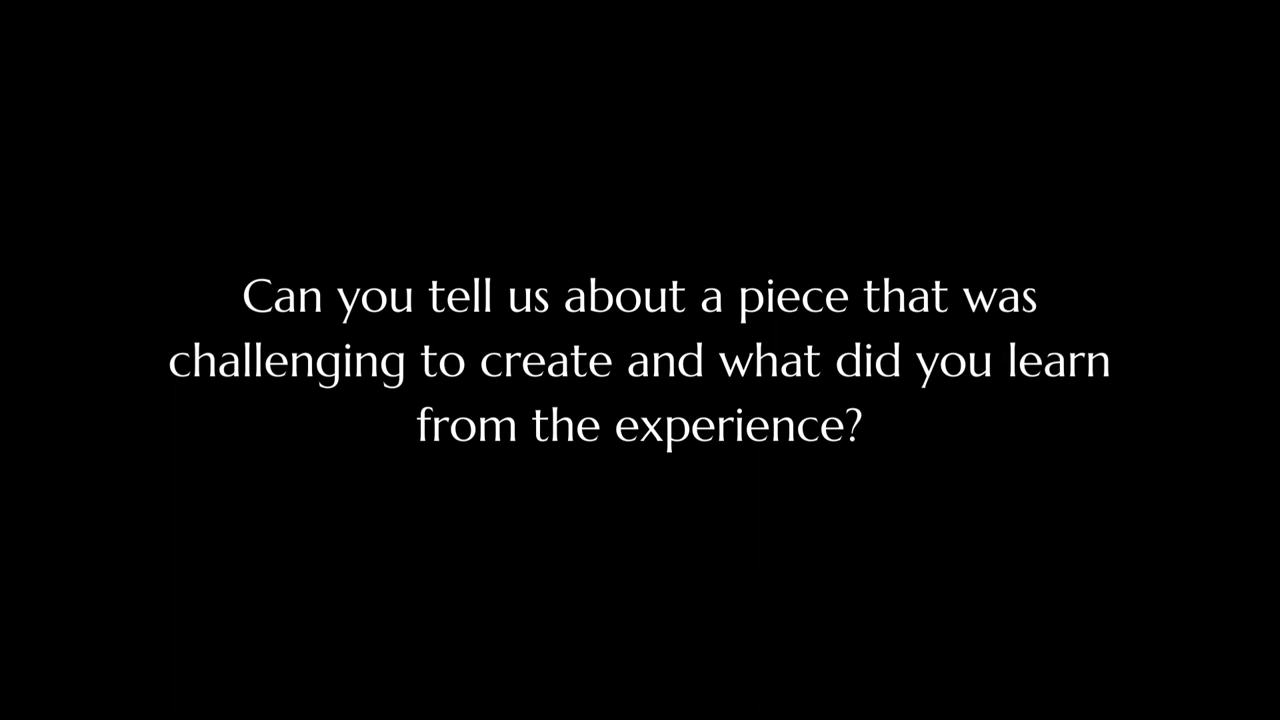 Can you tell us about a piece that was
challenging to create and what did you learn
from the experience?